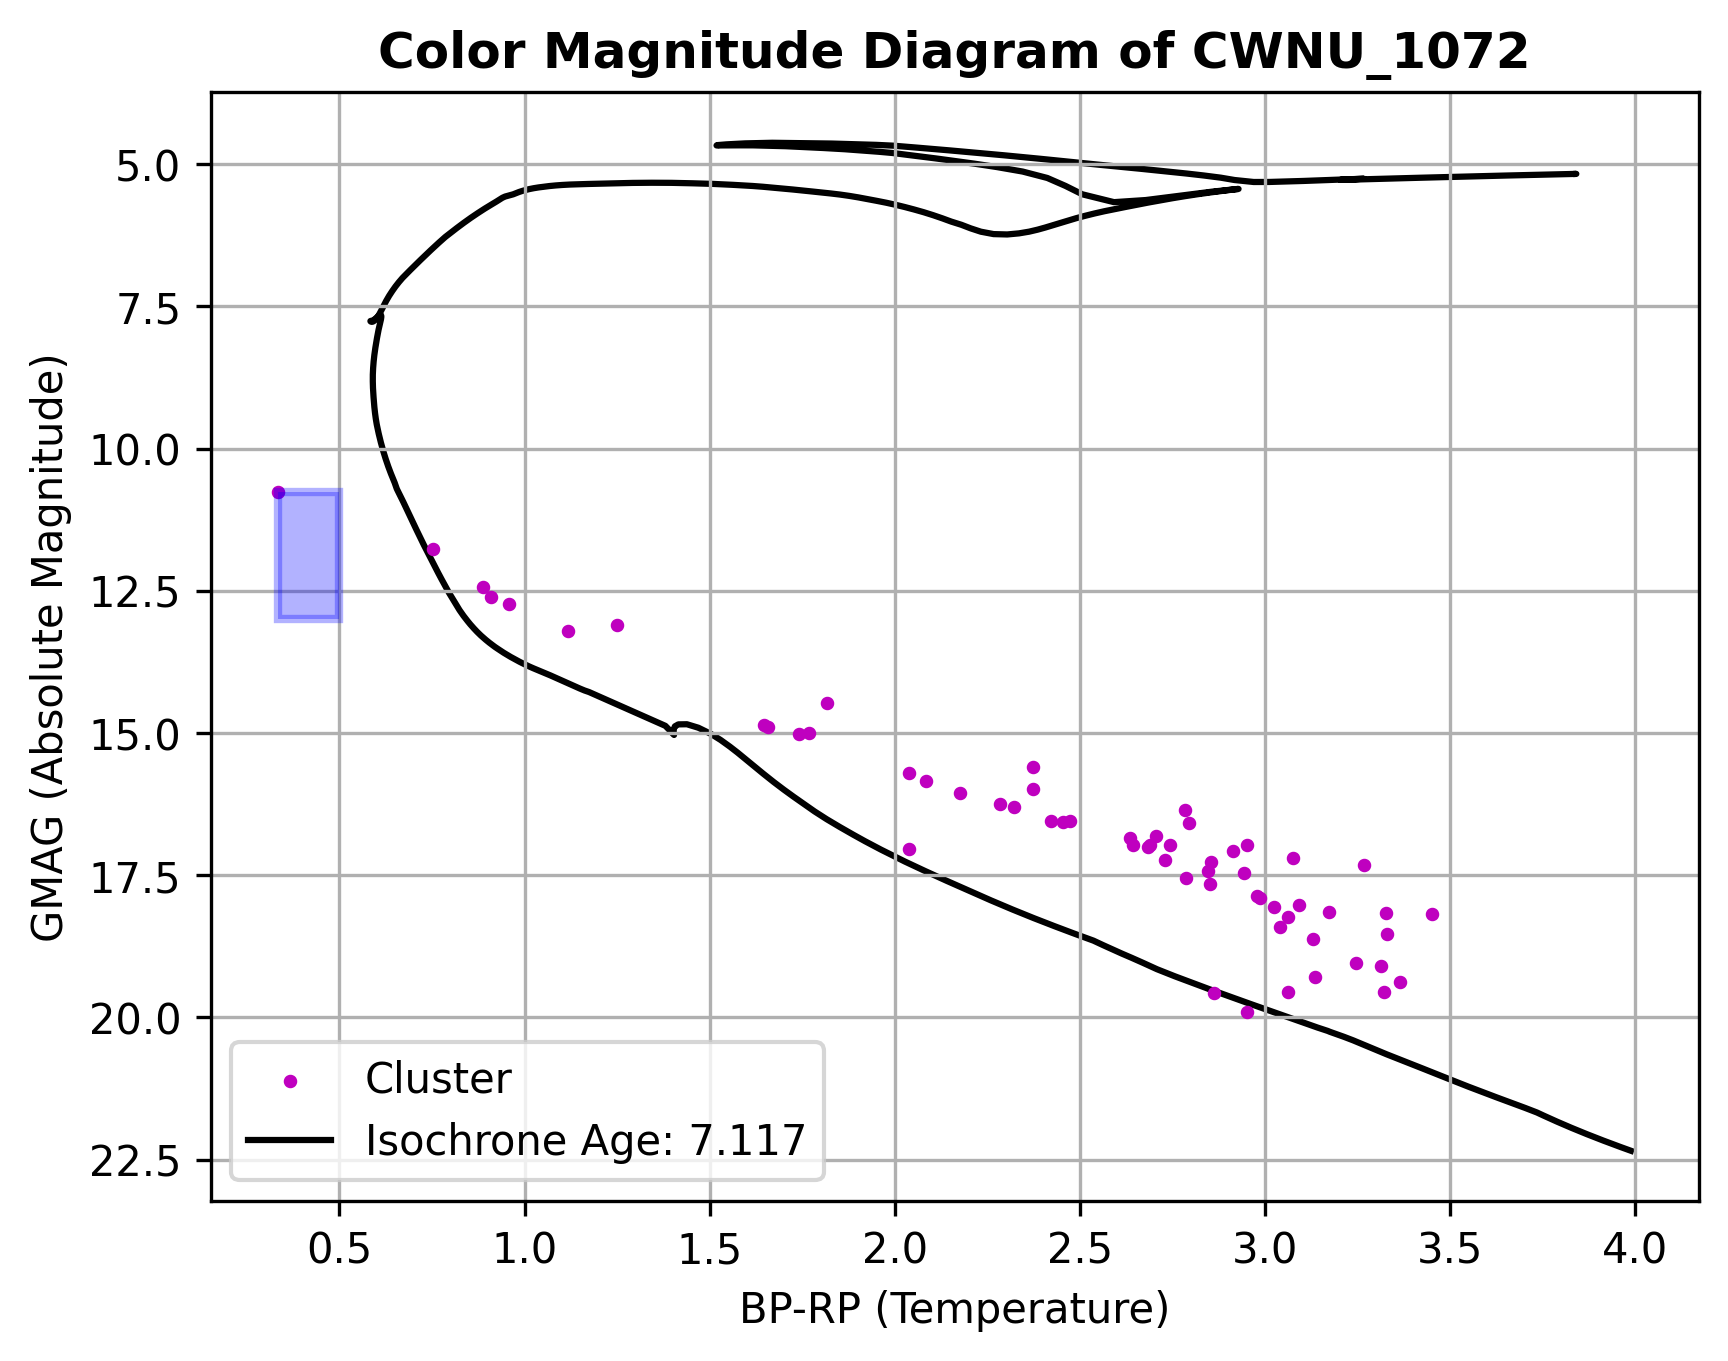 Color Magnitude Diagram of CWNU_1072
GMAG (Absolute Magnitude)
5.0
7.5
10.0
12.5
15.0
17.5
20.0
22.5
Cluster
Isochrone Age: 7.117
0.5 1.0 1.5 2.0 2.5 3.0 3.5 4.0
BP-RP (Temperature)